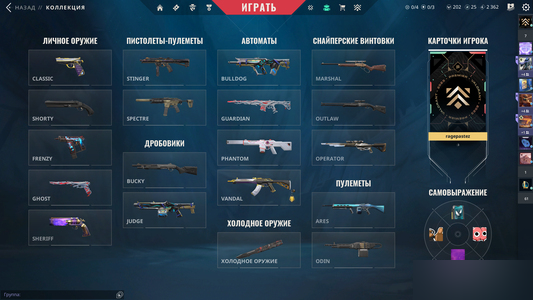 НАЗАД // КОЛЛЕКЦИЯ
ИГРАТЬ
0/4
0/3
202
25
2 362
ЛИЧНОЕ ОРУЖИЕ
ПИСТОЛЕТЫ-ПУЛЕМЕТЫ
АВТОМАТЫ
СНАЙПЕРСКИЕ ВИНТОВКИ
КАРТОЧКИ ИГРОКА
CLASSIC
STINGER
BULLDOG
MARSHAL
SHORTY
SPECTRE
GUARDIAN
OUTLAW
FRENZY
ДРОБОВИКИ
PHANTOM
OPERATOR
ragepastet
GHOST
BUCKY
VANDAL
ПУЛЕМЕТЫ
САМОВЫРАЖЕНИЕ
SHERIFF
JUDGE
ХОЛОДНОЕ ОРУЖИЕ
ARES
ХОЛОДНОЕ ОРУЖИЕ
ODIN
Группа: